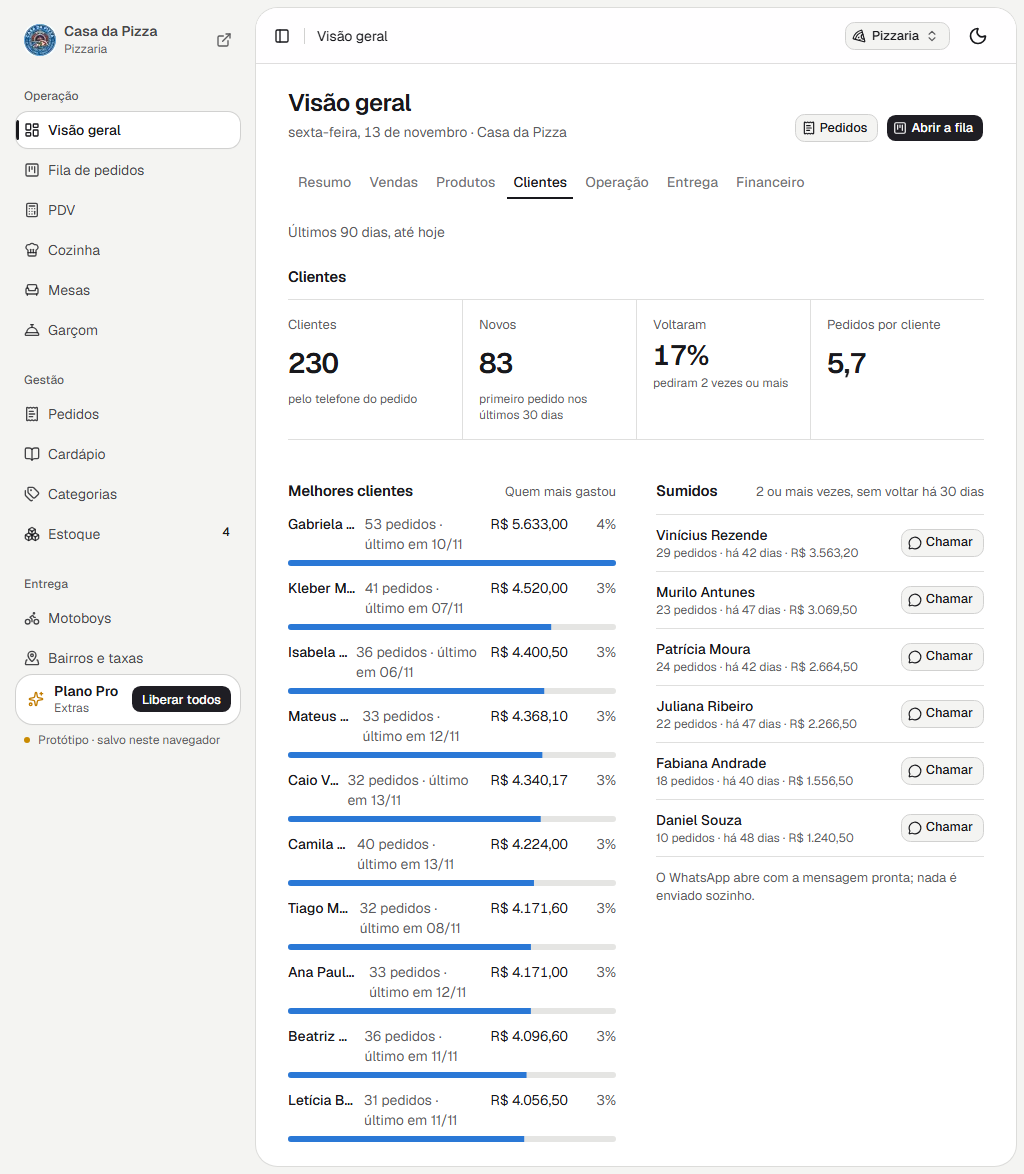 Casa da Pizza
Pizzaria
Operação
Visão geral
Fila de pedidos
PDV
Cozinha
Mesas
Garçom
Gestão
Pedidos
Cardápio
Categorias
Estoque 4
Entrega
Motoboys
Bairros e taxas
Plano Pro
Extras
Liberar todos
Protótipo · salvo neste navegador
Visão geral
Pizzaria
Visão geral
sexta-feira, 13 de novembro · Casa da Pizza
Pedidos
Abrir a fila
Resumo Vendas Produtos Clientes Operação Entrega Financeiro
Últimos 90 dias, até hoje
Clientes
Clientes
230
pelo telefone do pedido
Novos
83
primeiro pedido nos
últimos 30 dias
Voltaram
17%
pediram 2 vezes ou mais
Pedidos por cliente
5,7
Melhores clientes Quem mais gastou
Gabriela ... 53 pedidos · R$ 5.633,00 4%
último em 10/11
Kleber M... 41 pedidos · R$ 4.520,00 3%
último em 07/11
Isabela ... 36 pedidos · último R$ 4.400,50 3%
em 06/11
Mateus ... 33 pedidos · R$ 4.368,10 3%
último em 12/11
Caio V... 32 pedidos · último R$ 4.340,17 3%
em 13/11
Camila ... 40 pedidos · R$ 4.224,00 3%
último em 13/11
Tiago M... 32 pedidos · R$ 4.171,60 3%
último em 08/11
Ana Paul... 33 pedidos · R$ 4.171,00 3%
último em 12/11
Beatriz ... 36 pedidos · R$ 4.096,60 3%
último em 11/11
Letícia B... 31 pedidos · R$ 4.056,50 3%
último em 11/11
Sumidos 2 ou mais vezes, sem voltar há 30 dias
Vinícius Rezende
29 pedidos · há 42 dias · R$ 3.563,20
Chamar
Murilo Antunes
23 pedidos · há 47 dias · R$ 3.069,50
Chamar
Patrícia Moura
24 pedidos · há 42 dias · R$ 2.664,50
Chamar
Juliana Ribeiro
22 pedidos · há 47 dias · R$ 2.266,50
Chamar
Fabiana Andrade
18 pedidos · há 40 dias · R$ 1.556,50
Chamar
Daniel Souza
10 pedidos · há 48 dias · R$ 1.240,50
Chamar
O WhatsApp abre com a mensagem pronta; nada é
enviado sozinho.